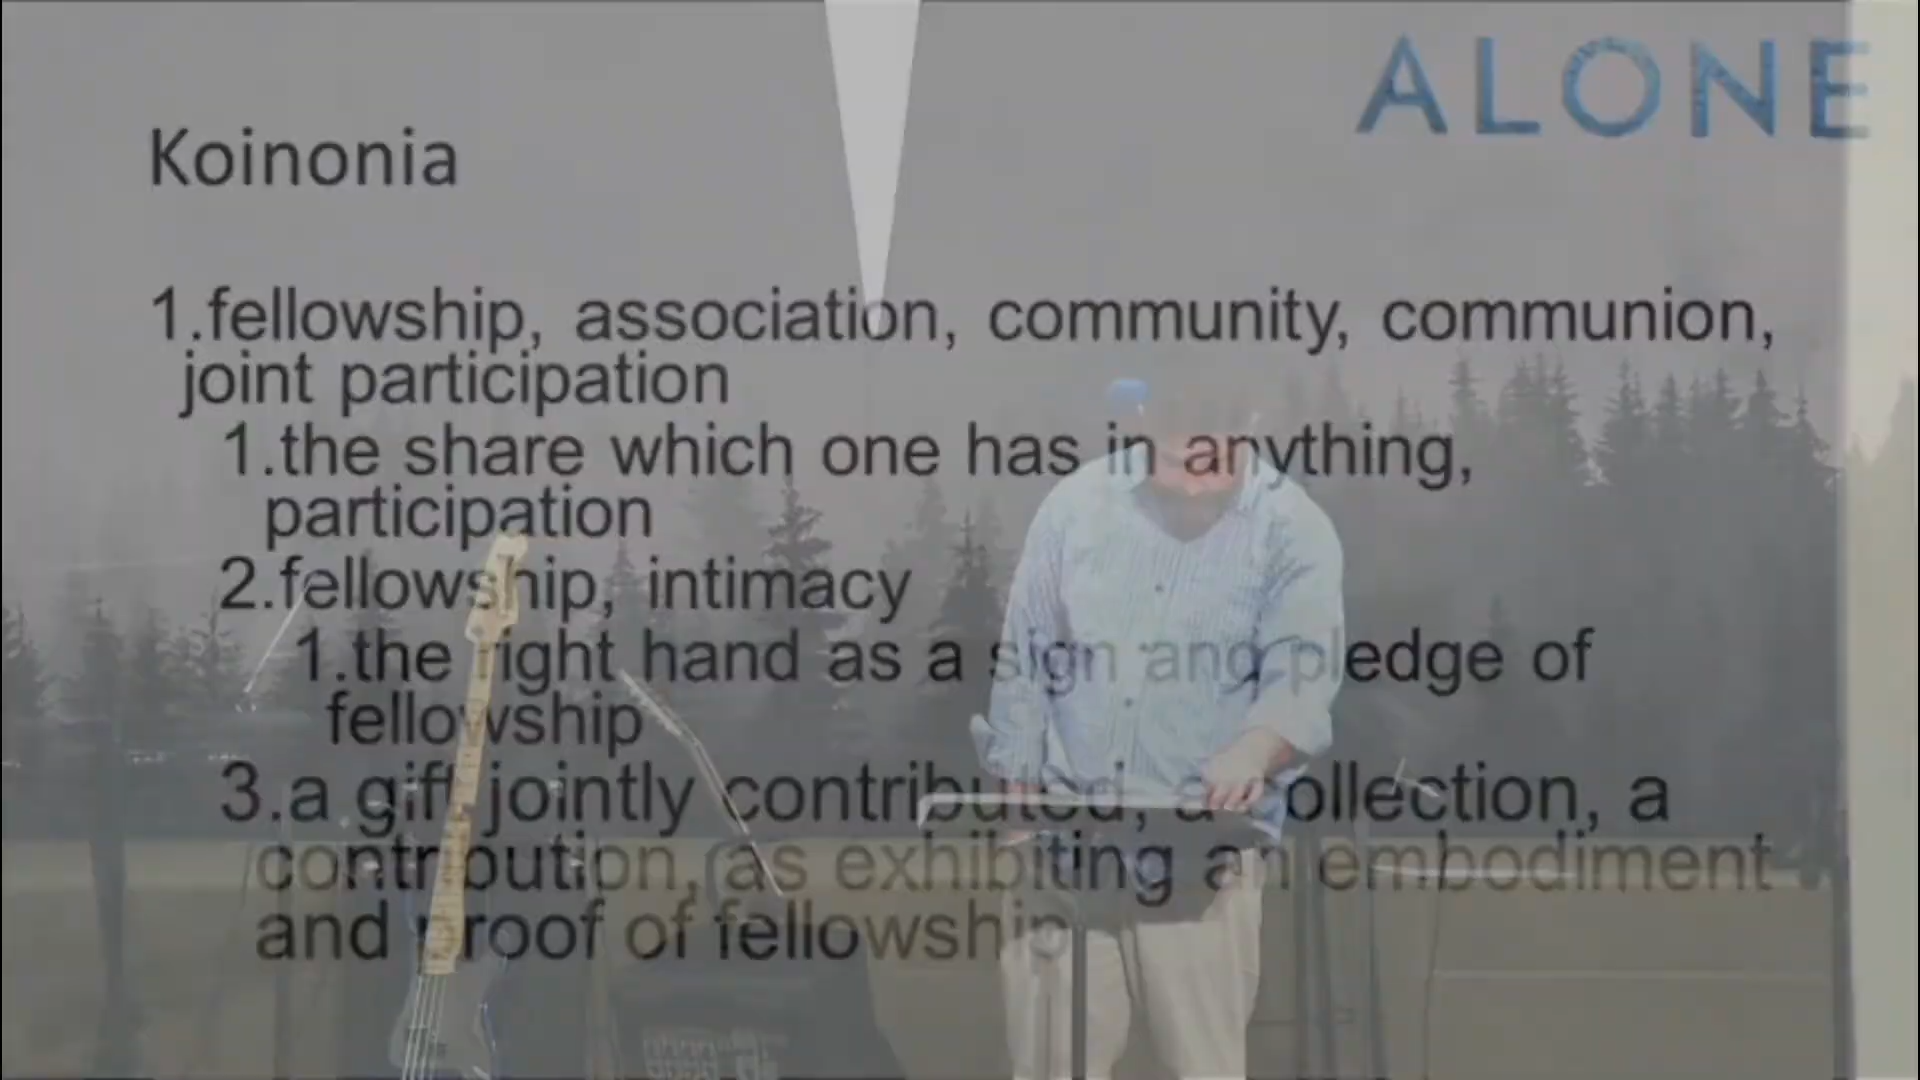 ALONE
Koinonia
1.fellowship, association, community, communion,
joint participation
1.the share which one has in anything,
participation
2.fellowship, intimacy
1.the right hand as a sign and pledge of
fellowship
3.a gift jointly contributed, a collection, a
contribution, as exhibiting an embodiment
and proof of fellowship